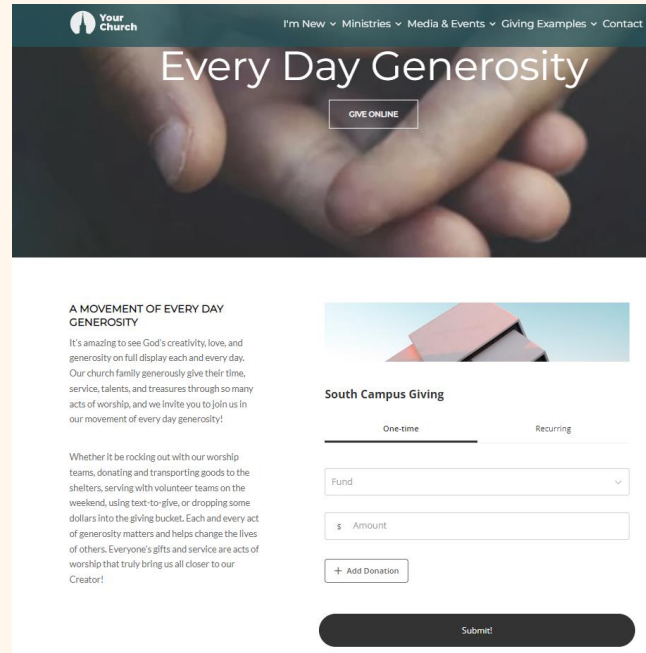 Your
Church
I'm New Ministries Media & Events Giving Examples Contact
Every Day Generosity
GIVE ONLINE
A MOVEMENT OF EVERY DAY
GENEROSITY
It's amazing to see God's creativity, love, and
generosity on full display each and every day.
Our church family generously give their time,
service, talents, and treasures through so many
acts of worship, and we invite you to join us in
our movement of every day generosity!
Whether it be rocking out with our worship
teams, donating and transporting goods to the
shelters, serving with volunteer teams on the
weekend, using text-to-give, or dropping some
dollars into the giving bucket. Each and every act
of generosity matters and helps change the lives
of others. Everyone's gifts and service are acts of
worship that truly bring us all closer to our
Creator!
South Campus Giving
One-time Recurring
Fund
$ Amount
+ Add Donation
Submit!